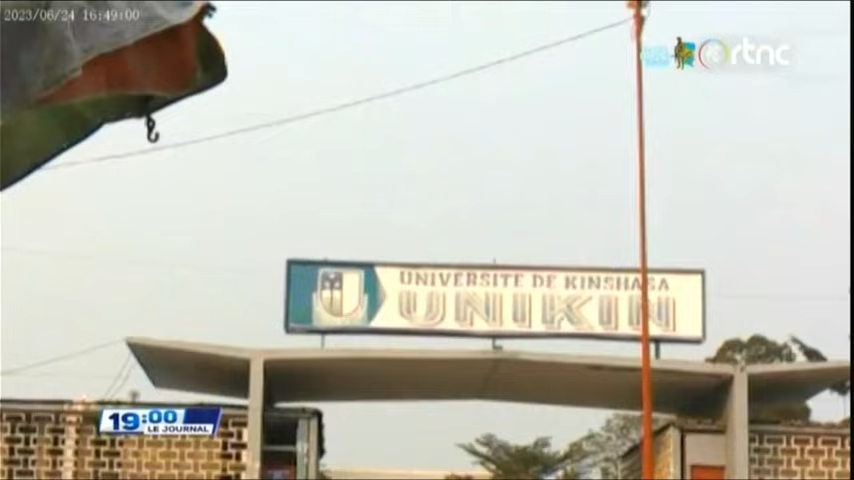 2023/06/24 16:49:00
rtnc
UNIVERSITE DE KINSHASA
UNIKIN
19:00
LE JOURNAL